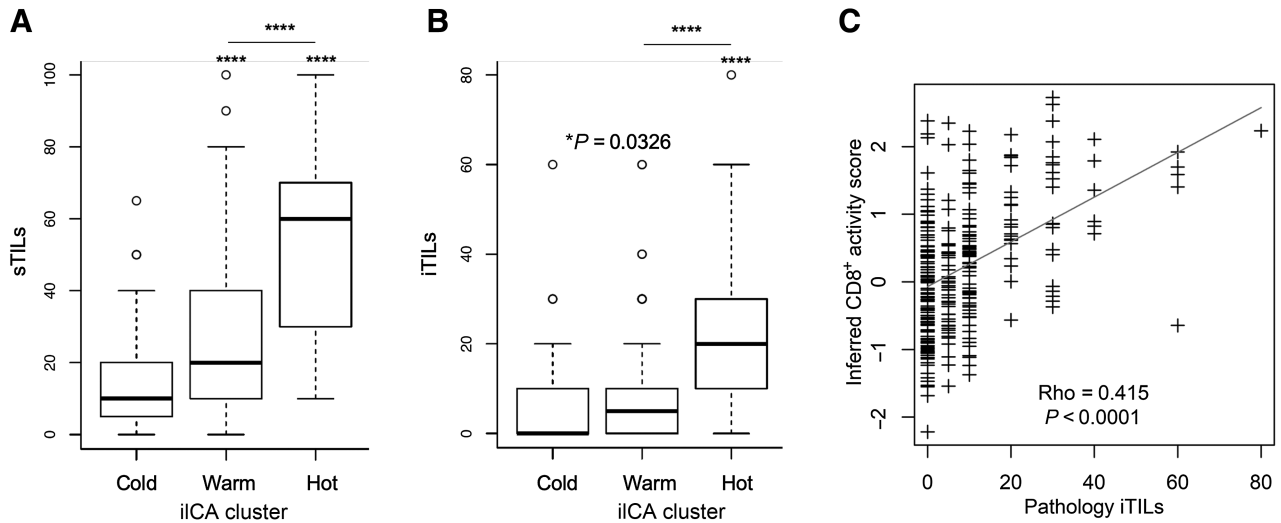 A
****
****
****
sTILs
100
80
60
40
20
0
Cold
Warm
Hot
iICA cluster
B
****
****
*P = 0.0326
iTILs
80
60
40
20
0
Cold
Warm
Hot
iICA cluster
C
Inferred CD8+ activity score
2
1
0
−1
−2
Rho = 0.415
P < 0.0001
0
20
40
60
80
Pathology iTILs